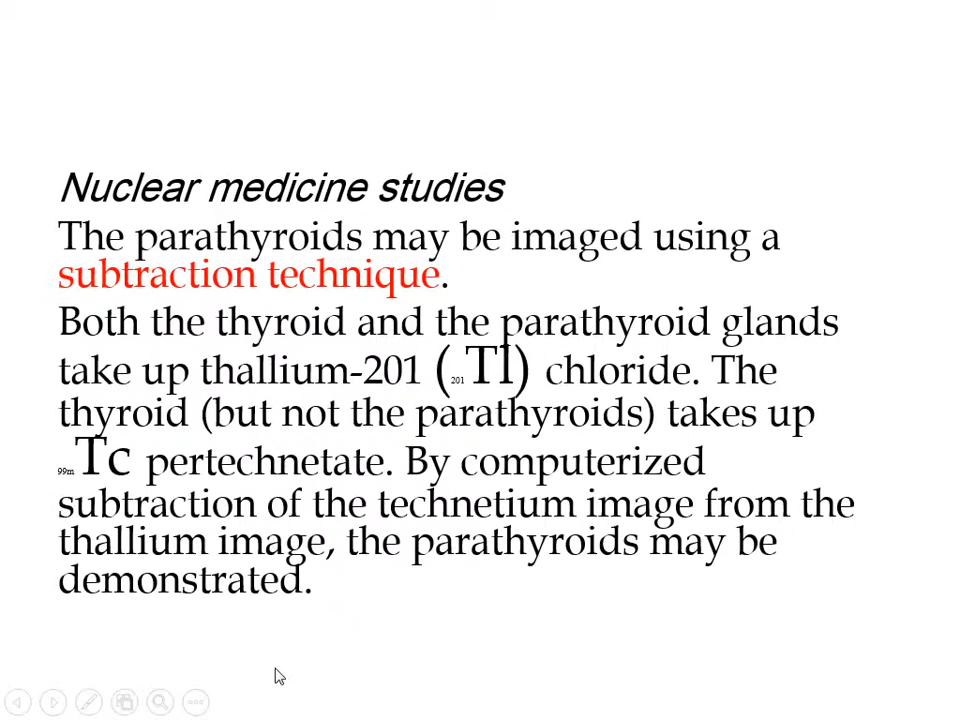 Nuclear medicine studies
The parathyroids may be imaged using a
subtraction technique.
Both the thyroid and the parathyroid glands
take up thallium-201 (201Tl) chloride. The
thyroid (but not the parathyroids) takes up
99mTc pertechnetate. By computerized
subtraction of the technetium image from the
thallium image, the parathyroids may be
demonstrated.